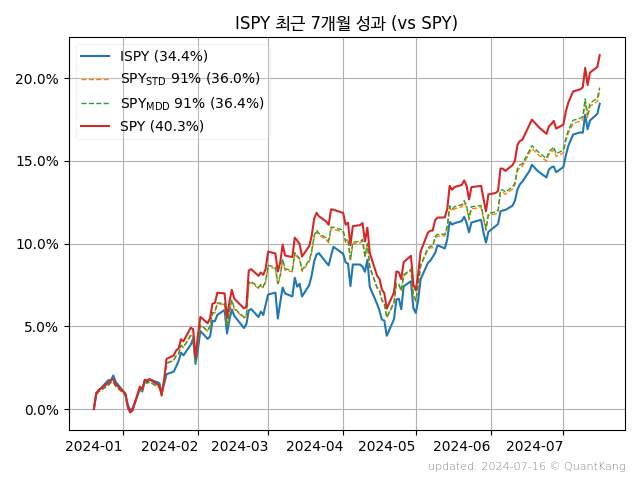 ISPY 최근 7개월 성과 (vs SPY)
ISPY (34.4%)
SPY_STD 91% (36.0%)
SPY_MDD 91% (36.4%)
SPY (40.3%)
20.0%
15.0%
10.0%
5.0%
0.0%
2024-01 2024-02 2024-03 2024-04 2024-05 2024-06 2024-07
updated: 2024-07-16 © QuantKang